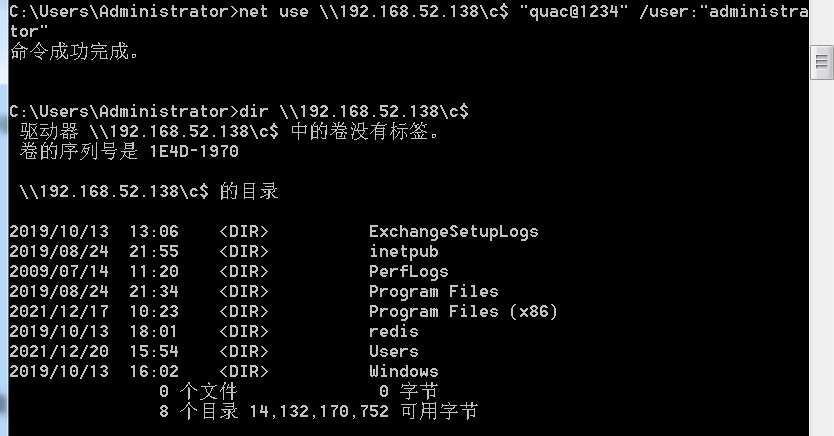 C:\Users\Administrator>net use \\192.168.52.138\c$ "quac@1234" /user:"administra
tor"
命令成功完成。
C:\Users\Administrator>dir \\192.168.52.138\c$
驱动器 \\192.168.52.138\c$ 中的卷没有标签。
卷的序列号是 1E4D-1970
\\192.168.52.138\c$ 的目录
2019/10/13  13:06    <DIR>          ExchangeSetupLogs
2019/08/24  21:55    <DIR>          inetpub
2009/07/14  11:20    <DIR>          PerfLogs
2019/08/24  21:34    <DIR>          Program Files
2021/12/17  10:23    <DIR>          Program Files (x86)
2019/10/13  18:01    <DIR>          redis
2021/12/20  15:54    <DIR>          Users
2019/10/13  16:02    <DIR>          Windows
0 个文件              0 字节
8 个目录 14,132,170,752 可用字节